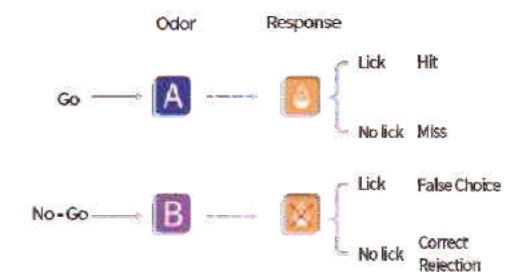 Odor Response
Lick Hit
Go A
No lick Miss
Lick False Choice
No-Go B
No lick Correct
Rejection